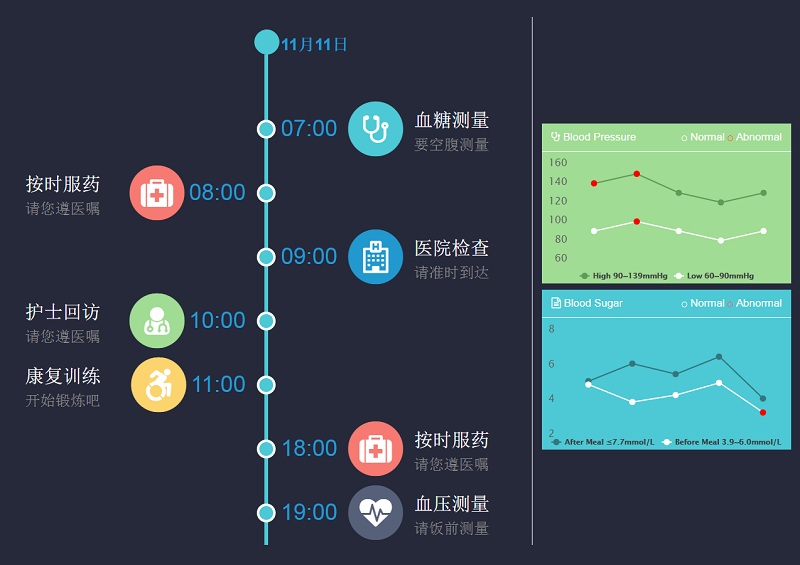 11月11日
07:00
血糖测量
要空腹测量
按时服药
请您遵医嘱
08:00
09:00
医院检查
请准时到达
护士回访
请您遵医嘱
10:00
康复训练
开始锻炼吧
11:00
18:00
按时服药
请您遵医嘱
19:00
血压测量
请饭前测量
Blood Pressure
Normal Abnormal
160
140
120
100
80
60
High 90~139mmHg Low 60~90mmHg
Blood Sugar
Normal Abnormal
8
6
4
2
After Meal ≤7.7mmol/L Before Meal 3.9~6.0mmol/L